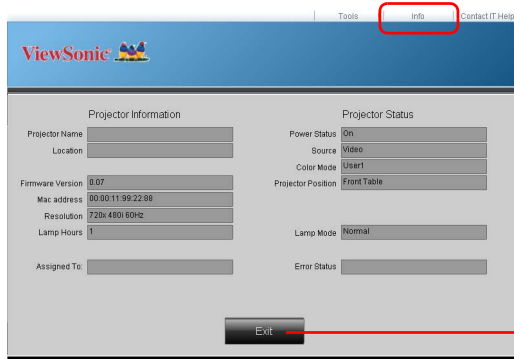 Tools Info Contact IT Help
ViewSonic
Projector Information
Projector Name
Location
Firmware Version 0.07
Mac address 00:00:11:99:22:88
Resolution 720x 480i 60Hz
Lamp Hours 1
Assigned To:
Projector Status
Power Status On
Source Video
Color Mode User1
Projector Position Front Table
Lamp Mode Normal
Error Status
Exit